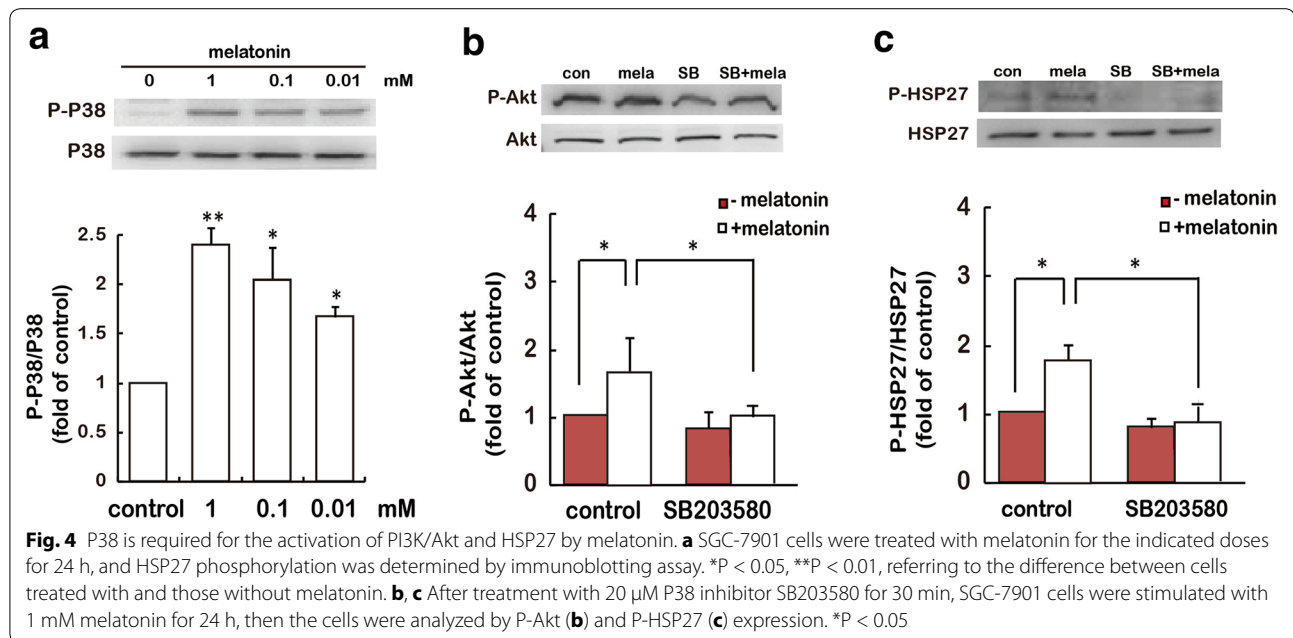 a
melatonin
0 1 0.1 0.01 mM
P-P38
P38
P-P38/P38
(fold of control)
2.5
2
1.5
1
0.5
0
** * *
control 1 0.1 0.01 mM
b
con mela SB SB+mela
P-Akt
Akt
- melatonin
+melatonin
P-Akt/Akt
(fold of control)
4
3
2
1
0
* *
control SB203580
c
con mela SB SB+mela
P-HSP27
HSP27
- melatonin
+melatonin
P-HSP27/HSP27
(fold of control)
4
3
2
1
0
* *
control SB203580
Fig. 4 P38 is required for the activation of PI3K/Akt and HSP27 by melatonin. a SGC-7901 cells were treated with melatonin for the indicated doses
for 24 h, and HSP27 phosphorylation was determined by immunoblotting assay. *P < 0.05, **P < 0.01, referring to the difference between cells
treated with and those without melatonin. b, c After treatment with 20 μM P38 inhibitor SB203580 for 30 min, SGC-7901 cells were stimulated with
1 mM melatonin for 24 h, then the cells were analyzed by P-Akt (b) and P-HSP27 (c) expression. *P < 0.05